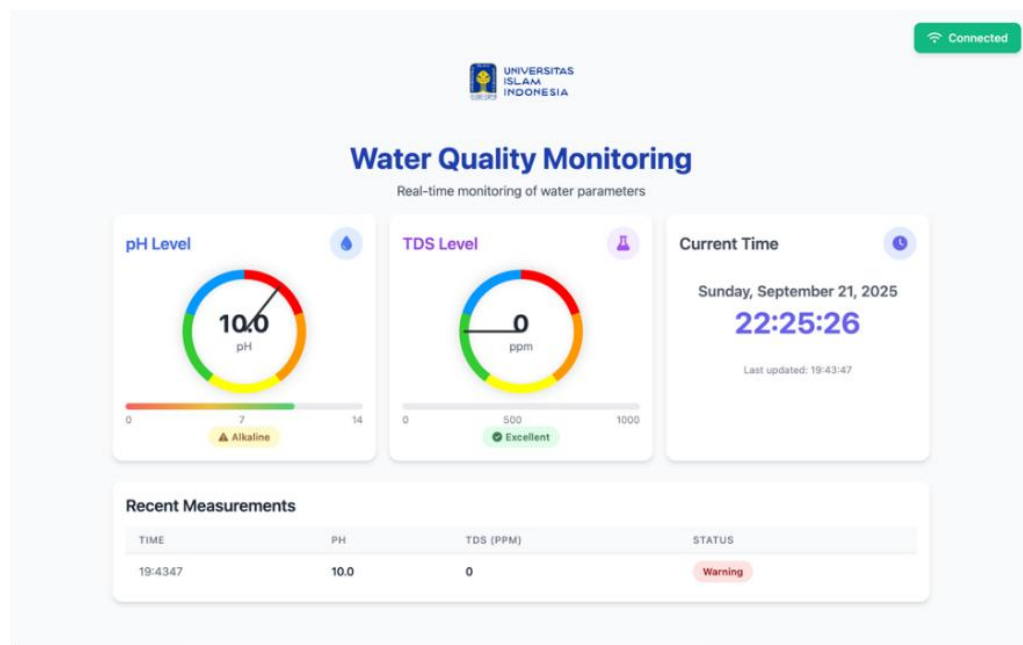 Connected
UNIVERSITAS
ISLAM
INDONESIA
Water Quality Monitoring
Real-time monitoring of water parameters
pH Level
10.0
pH
0 7 14
Alkaline
TDS Level
0
ppm
0 500 1000
Excellent
Current Time
Sunday, September 21, 2025
22:25:26
Last updated: 19:43:47
Recent Measurements
TIME PH TDS (PPM) STATUS
19:4347 10.0 0 Warning